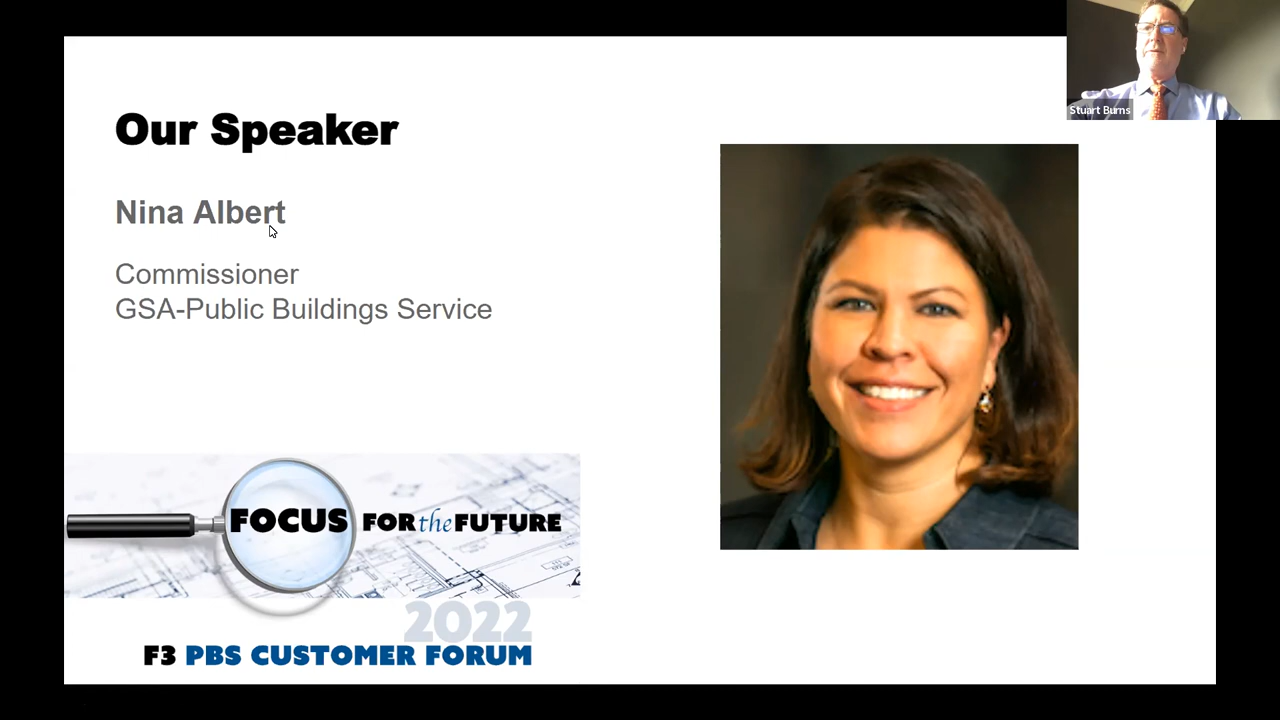 Our Speaker
Nina Albert
Commissioner
GSA-Public Buildings Service
FOCUS FOR the FUTURE
2022
F3 PBS CUSTOMER FORUM
Stuart Burns